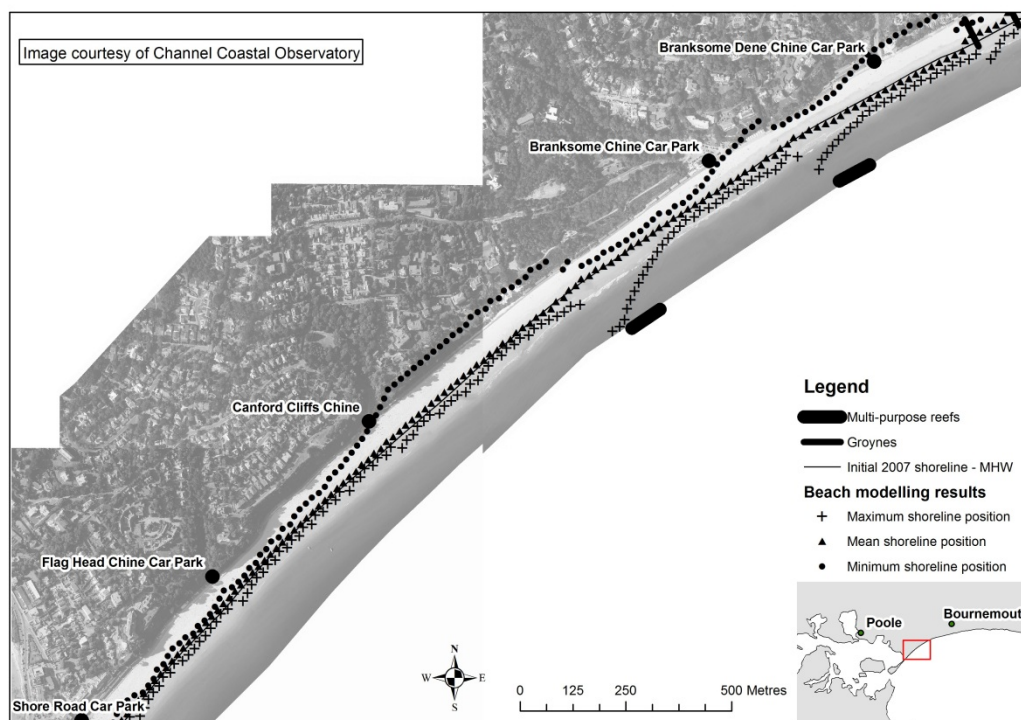 Image courtesy of Channel Coastal Observatory
Branksome Dene Chine Car Park
Branksome Chine Car Park
Canford Cliffs Chine
Flag Head Chine Car Park
Shore Road Car Park
N
W
E
S
0 125 250 500 Metres
Legend
Multi-purpose reefs
Groynes
Initial 2007 shoreline - MHW
Beach modelling results
Maximum shoreline position
Mean shoreline position
Minimum shoreline position
Poole
Bournemout